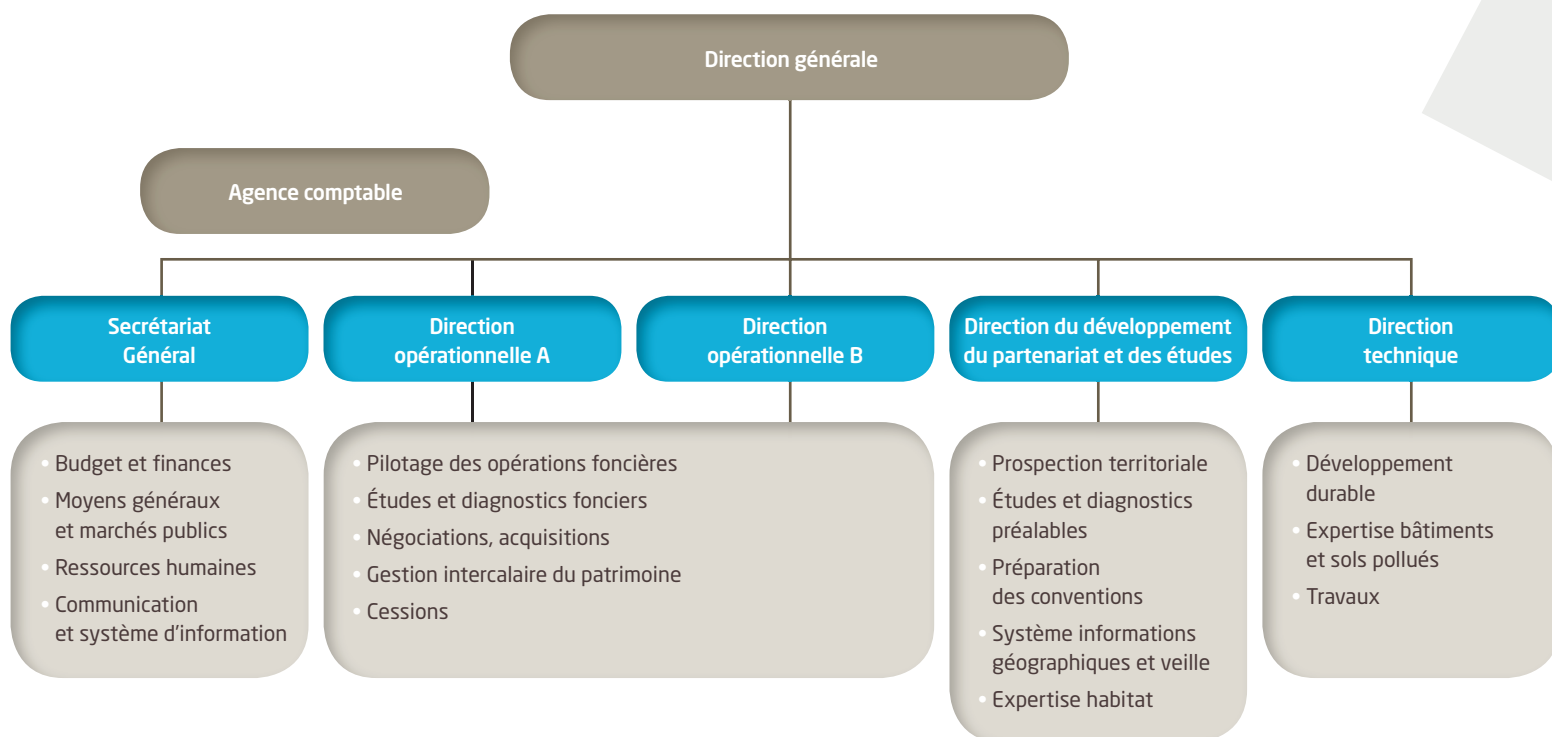 Direction générale
Agence comptable
Secrétariat
Général
Direction
opérationnelle A
Direction
opérationnelle B
Direction du développement
du partenariat et des études
Direction
technique
• Budget et finances
• Moyens généraux
et marchés publics
• Ressources humaines
• Communication
et système d'information
• Pilotage des opérations foncières
• Études et diagnostics fonciers
• Négociations, acquisitions
• Gestion intercalaire du patrimoine
• Cessions
• Prospection territoriale
• Études et diagnostics
préalables
• Préparation
des conventions
• Système informations
géographiques et veille
• Expertise habitat
• Développement
durable
• Expertise bâtiments
et sols pollués
• Travaux